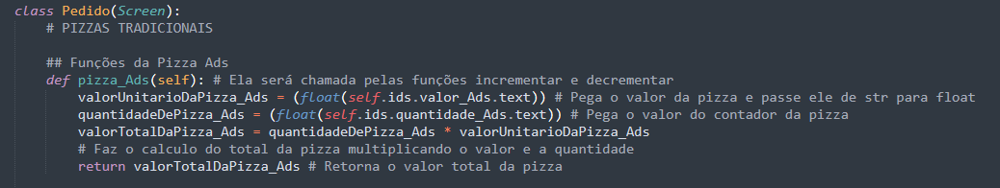 class Pedido(Screen):
# PIZZAS TRADICIONAIS
## Funções da Pizza Ads
def pizza_Ads(self): # Ela será chamada pelas funções incrementar e decrementar
valorUnitarioDaPizza_Ads = (float(self.ids.valor_Ads.text)) # Pega o valor da pizza e passe ele de str para float
quantidadeDePizza_Ads = (float(self.ids.quantidade_Ads.text)) # Pega o valor do contador da pizza
valorTotalDaPizza_Ads = quantidadeDePizza_Ads * valorUnitarioDaPizza_Ads
# Faz o calculo do total da pizza multiplicando o valor e a quantidade
return valorTotalDaPizza_Ads # Retorna o valor total da pizza